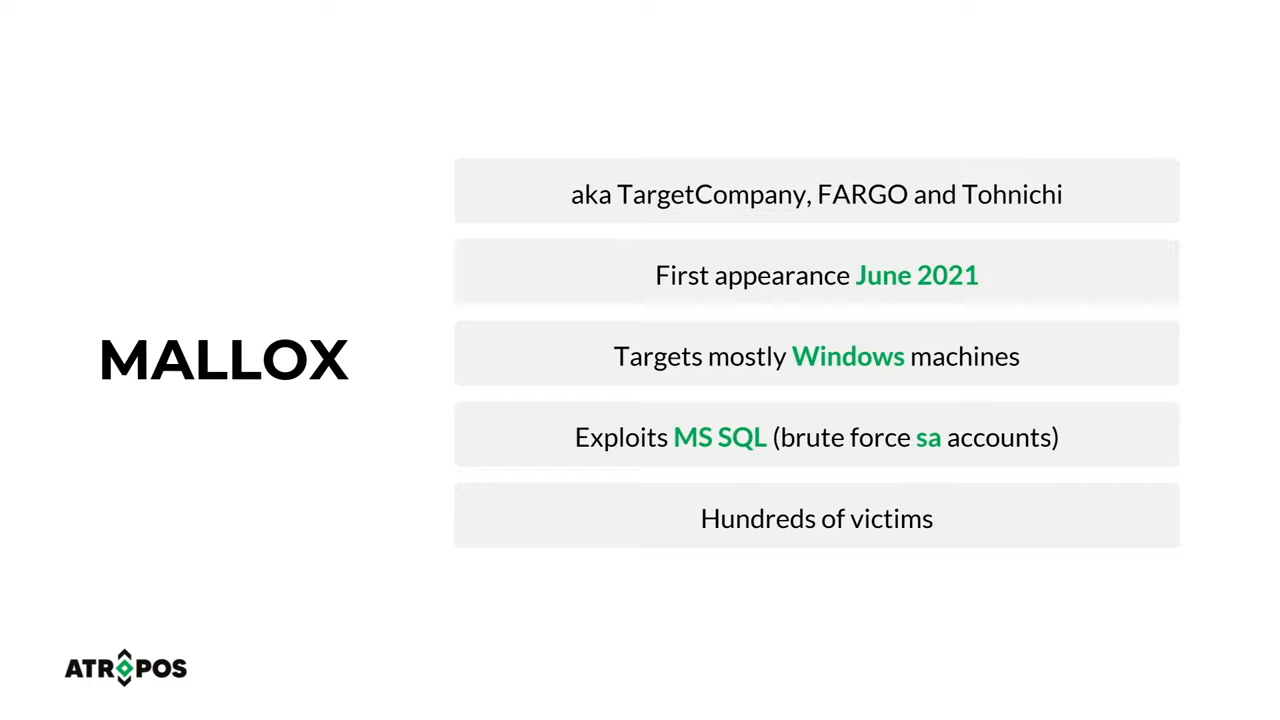 MALLOX
aka TargetCompany, FARGO and Tohnichi
First appearance June 2021
Targets mostly Windows machines
Exploits MS SQL (brute force sa accounts)
Hundreds of victims
ATROPOS